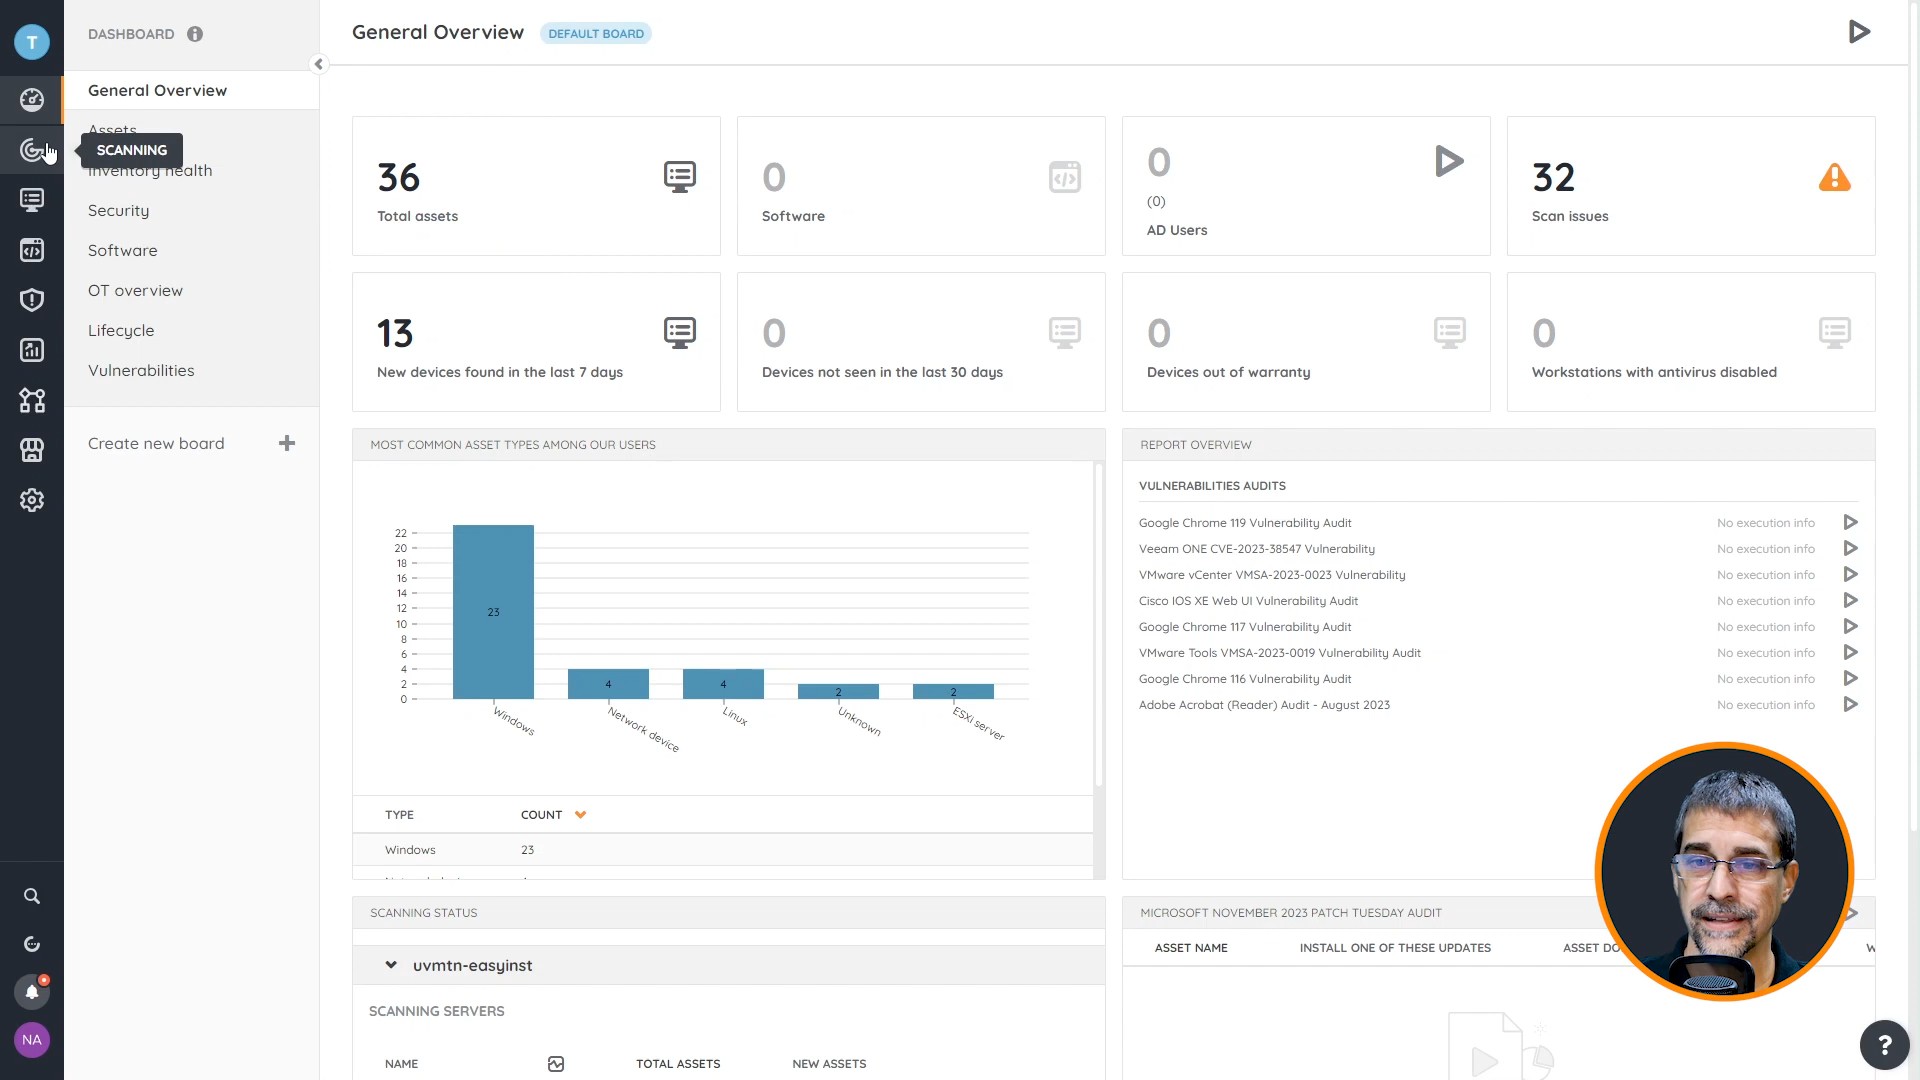 T
DASHBOARD
General Overview
Assets
SCANNING
Inventory health
Security
Software
OT overview
Lifecycle
Vulnerabilities
Create new board
NA
General Overview
DEFAULT BOARD
36
Total assets
0
Software
0
(0)
AD Users
32
Scan issues
13
New devices found in the last 7 days
0
Devices not seen in the last 30 days
0
Devices out of warranty
0
Workstations with antivirus disabled
MOST COMMON ASSET TYPES AMONG OUR USERS
22
20
18
16
14
12
10
8
6
4
2
0
23
4
4
2
2
Windows
Network device
Linux
Unknown
ESXi server
TYPE COUNT
Windows 23
REPORT OVERVIEW
VULNERABILITIES AUDITS
Google Chrome 119 Vulnerability Audit No execution info
Veeam ONE CVE-2023-38547 Vulnerability No execution info
VMware vCenter VMSA-2023-0023 Vulnerability No execution info
Cisco IOS XE Web UI Vulnerability Audit No execution info
Google Chrome 117 Vulnerability Audit No execution info
VMware Tools VMSA-2023-0019 Vulnerability Audit No execution info
Google Chrome 116 Vulnerability Audit No execution info
Adobe Acrobat (Reader) Audit - August 2023 No execution info
SCANNING STATUS
uvmtn-easyinst
SCANNING SERVERS
NAME TOTAL ASSETS NEW ASSETS
MICROSOFT NOVEMBER 2023 PATCH TUESDAY AUDIT
ASSET NAME INSTALL ONE OF THESE UPDATES ASSET DO
?